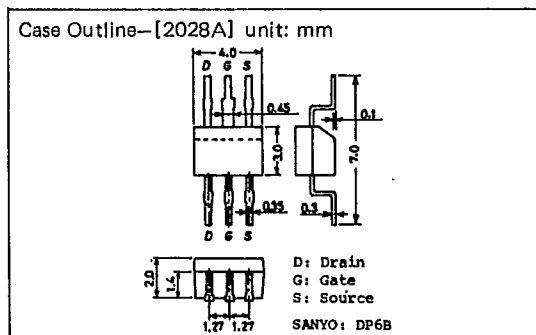 Case Outline–[2028A] unit: mm
4.0
D G S
0.45
0.1
3.0
7.0
0.35
0.3
D G S
2.0
1.4
1.27 1.27
D: Drain
G: Gate
S: Source
SANYO: DP6B